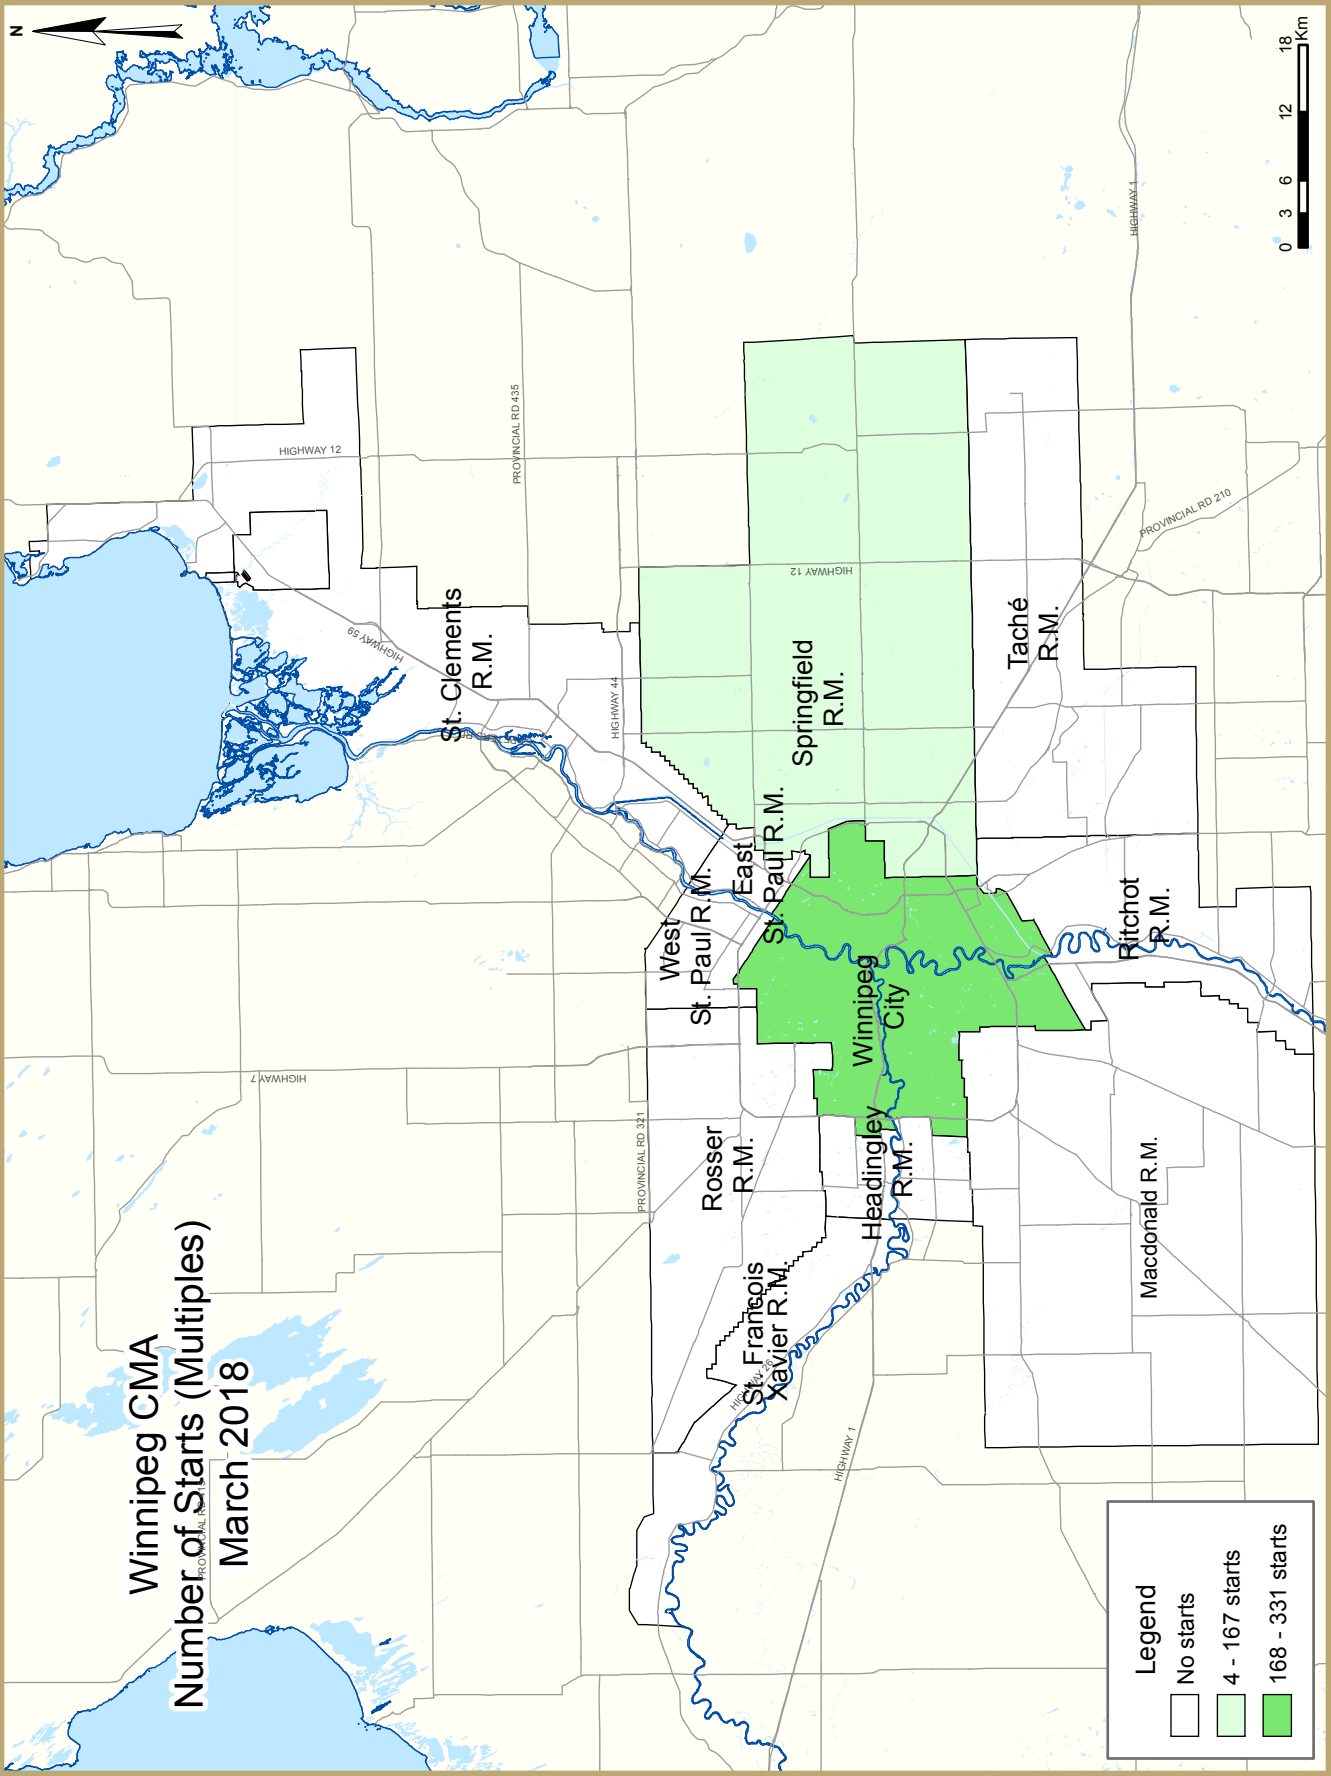 Winnipeg CMA
Number of Starts (Multiples)
March 2018
N
HIGHWAY 12
PROVINCIAL RD 435
HIGHWAY 59
St. Clements
R.M.
HIGHWAY 44
HIGHWAY 7
PROVINCIAL RD 321
HIGHWAY 12
Springfield
R.M.
West
St. Paul R.M.
East
St. Paul R.M.
Rosser
R.M.
Winnipeg
City
Headingley
R.M.
St. Francois
Xavier R.M.
HIGHWAY 26
HIGHWAY 1
Taché
R.M.
HIGHWAY 1
PROVINCIAL RD 210
Ritchot
R.M.
Macdonald R.M.
Legend
No starts
4 - 167 starts
168 - 331 starts
0 3 6 12 18
Km